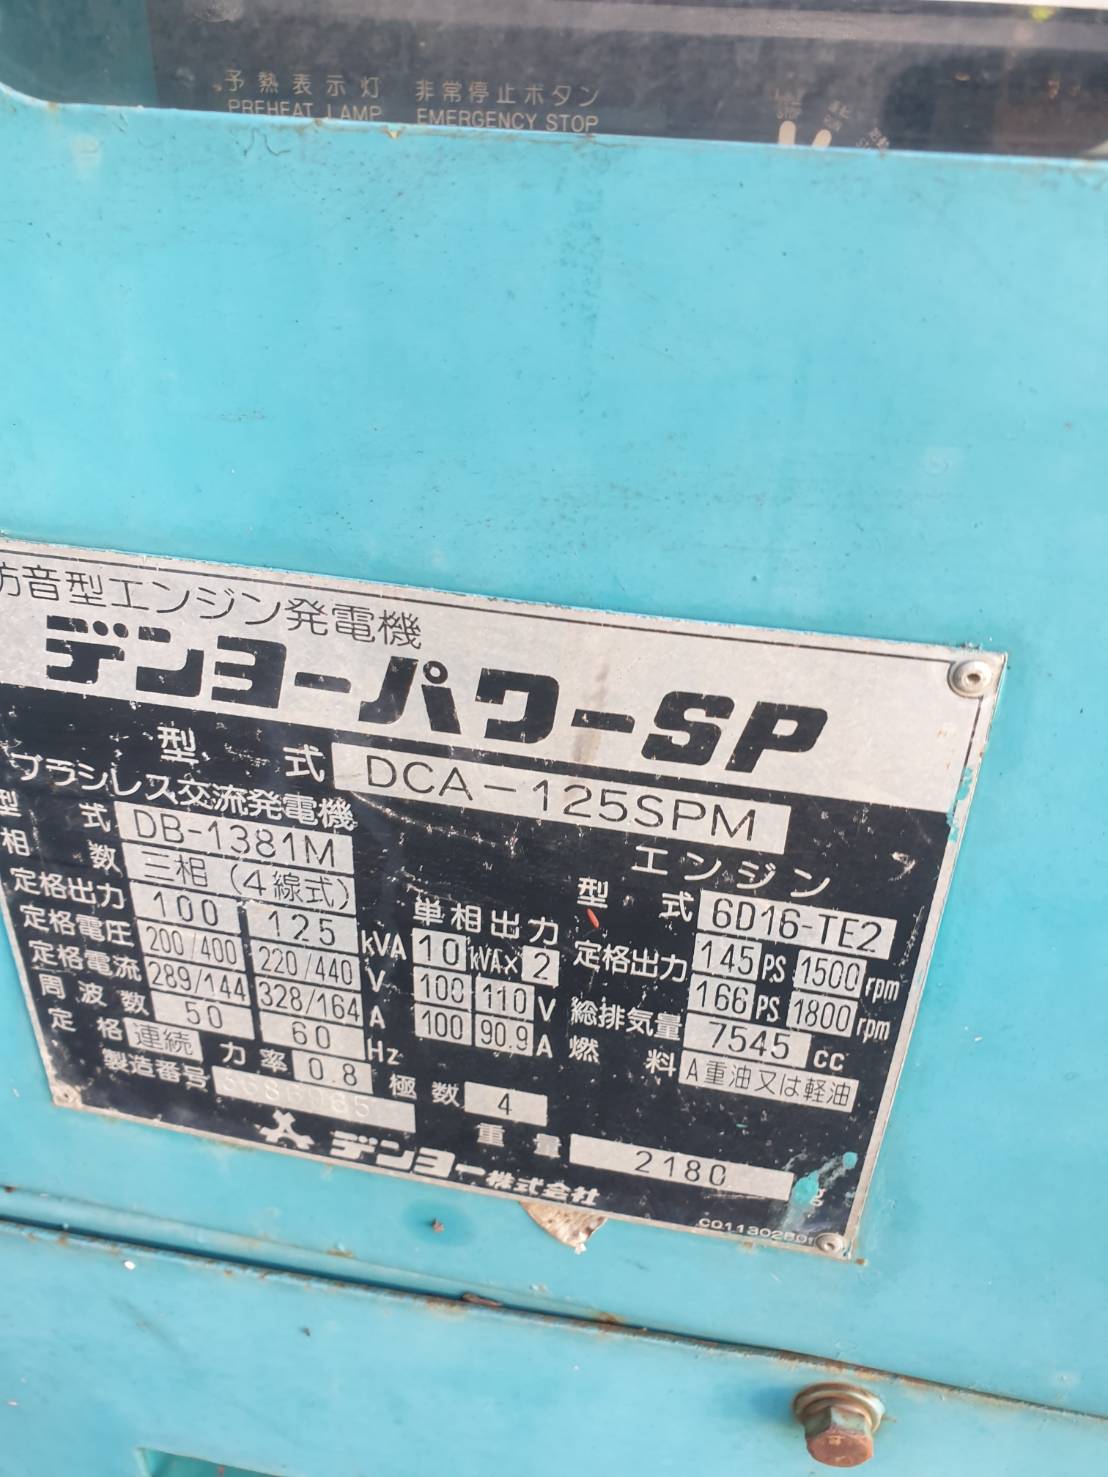 予熱表示灯 非常停止ボタン
PREHEAT LAMP EMERGENCY STOP
防音型エンジン発電機
デンヨーパワーSP
型式 DCA-125SPM
ブラシレス交流発電機
型式 DB-1381M
相数 三相(4線式)
定格出力 100 125 kVA
定格電圧 200/400 220/440 V
定格電流 289/144 328/164 A
周波数 50 60 Hz
定格 連続 力率 0.8 極数 4
製造番号
単相出力
10 kVA× 2
100 110 V
100 90.9 A
エンジン
型式 6D16-TE2
定格出力 145 PS 1500 rpm
166 PS 1800 rpm
総排気量 7545 cc
燃料 A重油又は軽油
重量 2180
デンヨー株式会社